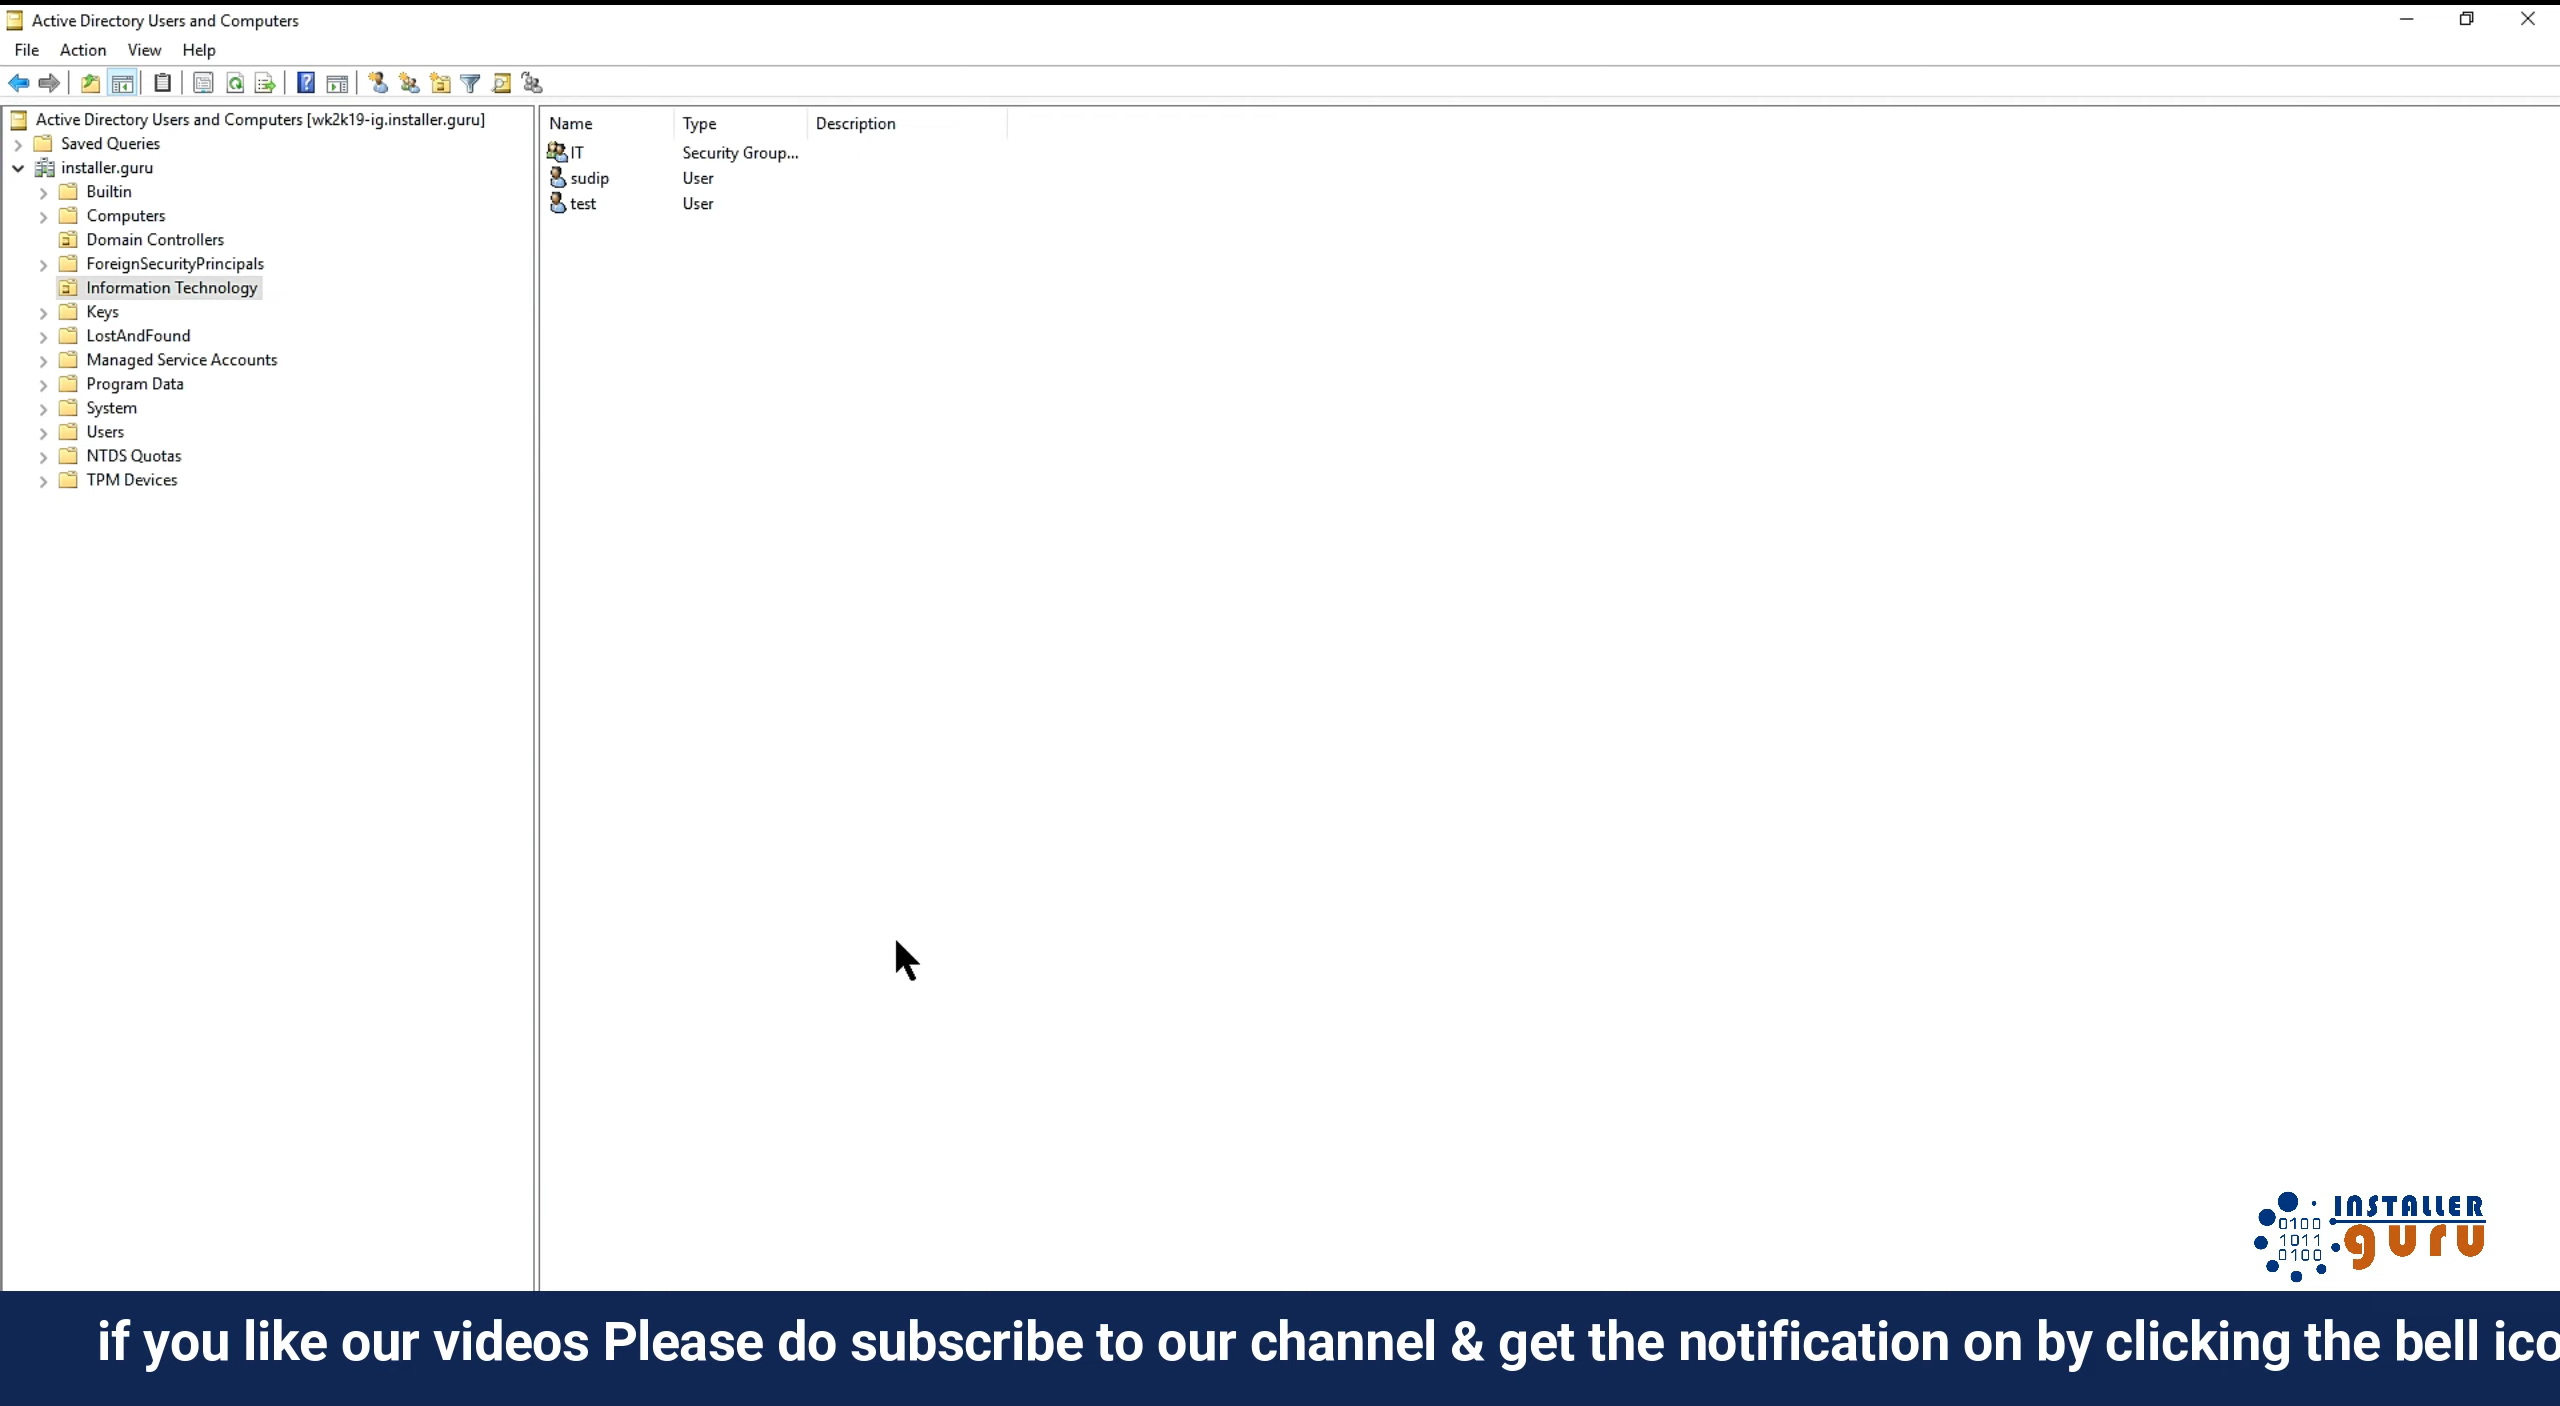 Active Directory Users and Computers
File Action View Help
Active Directory Users and Computers [wk2k19-ig.installer.guru]
Saved Queries
installer.guru
Builtin
Computers
Domain Controllers
ForeignSecurityPrincipals
Information Technology
Keys
LostAndFound
Managed Service Accounts
Program Data
System
Users
NTDS Quotas
TPM Devices
Name Type Description
IT Security Group...
sudip User
test User
0100
1011
0100
INSTALLER
guru
if you like our videos Please do subscribe to our channel & get the notification on by clicking the bell ico